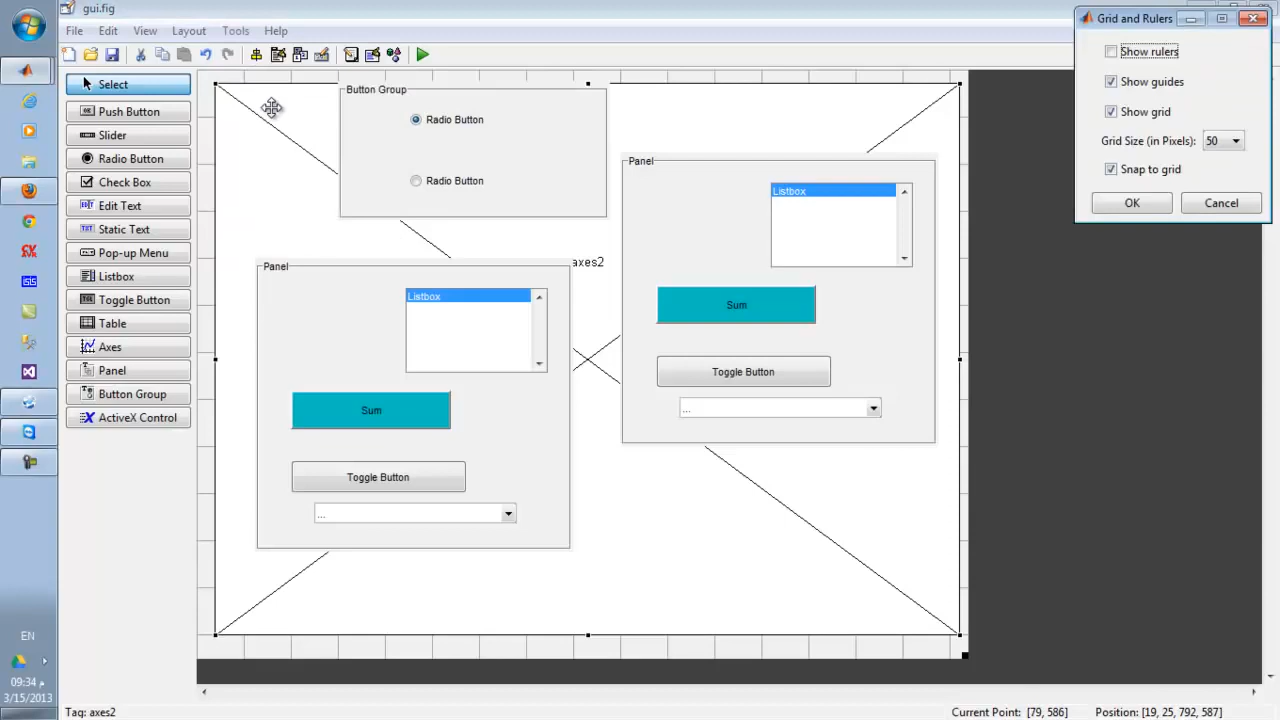 gui.fig
File Edit View Layout Tools Help
Grid and Rulers
Show rulers
Show guides
Show grid
Grid Size (in Pixels): 50
Snap to grid
OK Cancel
Select
Push Button
Slider
Radio Button
Check Box
Edit Text
Static Text
Pop-up Menu
Listbox
Toggle Button
Table
Axes
Panel
Button Group
ActiveX Control
Button Group
Radio Button
Radio Button
axes2
Panel
Listbox
Sum
Toggle Button
...
Panel
Listbox
Sum
Toggle Button
...
EN
09:34 م
3/15/2013
Tag: axes2
Current Point: [79, 586]
Position: [19, 25, 792, 587]